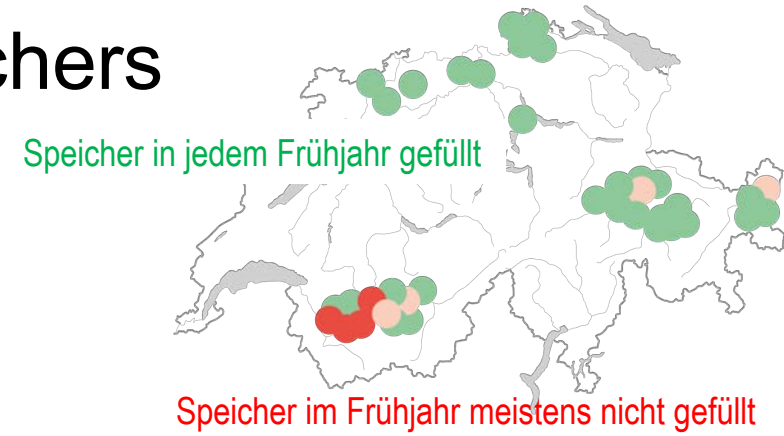 chers
Speicher in jedem Frühjahr gefüllt
Speicher im Frühjahr meistens nicht gefüllt